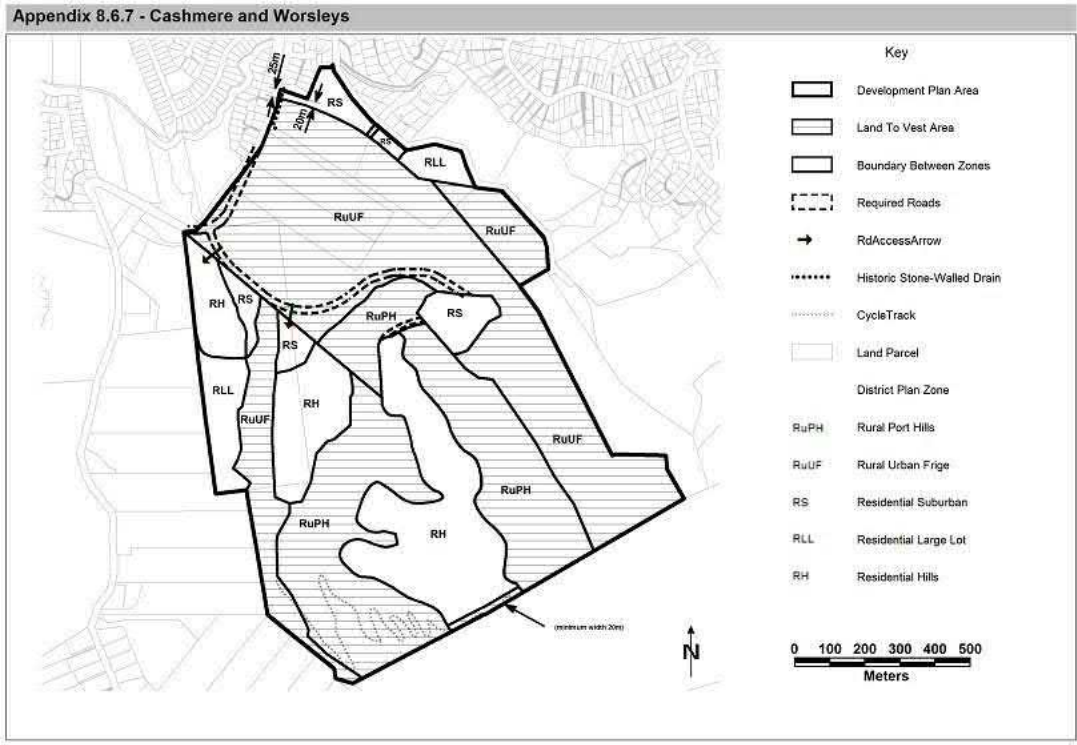 Appendix 8.6.7 - Cashmere and Worsleys
25m
20m
RS
RS
RLL
RuUF
RuUF
RH
RS
RuPH
RS
RS
RLL
RuUF
RH
RuUF
RuPH
RuPH
RH
(minimum width 20m)
N
Key
Development Plan Area
Land To Vest Area
Boundary Between Zones
Required Roads
RdAccessArrow
Historic Stone-Walled Drain
CycleTrack
Land Parcel
District Plan Zone
RuPH Rural Port Hills
RuUF Rural Urban Frige
RS Residential Suburban
RLL Residential Large Lot
RH Residential Hills
0 100 200 300 400 500
Meters